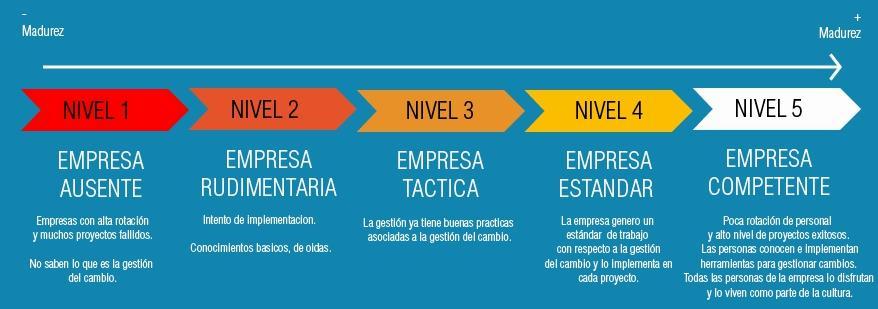 –
Madurez
+
Madurez
NIVEL 1
NIVEL 2
NIVEL 3
NIVEL 4
NIVEL 5
EMPRESA
AUSENTE
Empresas con alta rotación
y muchos proyectos fallidos.
No saben lo que es la gestión
del cambio.
EMPRESA
RUDIMENTARIA
Intento de implementacion.
Conocimientos basicos, de oidas.
EMPRESA
TACTICA
La gestión ya tiene buenas practicas
asociadas a la gestión del cambio.
EMPRESA
ESTANDAR
La empresa genero un
estándar de trabajo
con respecto a la gestión
del cambio y lo implementa en
cada proyecto.
EMPRESA
COMPETENTE
Poca rotación de personal
y alto nivel de proyectos exitosos.
Las personas conocen e implementan
herramientas para gestionar cambios.
Todas las personas de la empresa lo disfrutan
y lo viven como parte de la cultura.